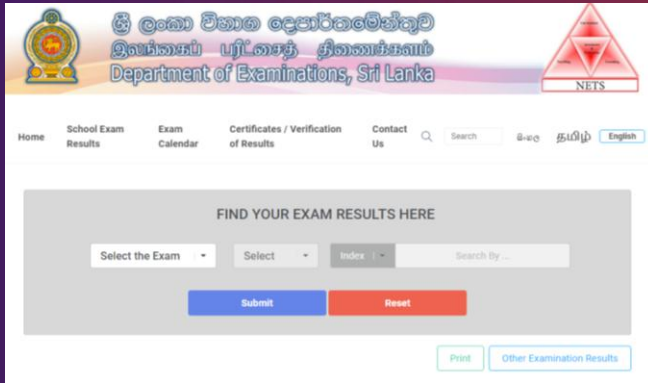 ශ්‍රී ලංකා විභාග දෙපාර්තමේන්තුව
இலங்கைப் பரீட்சைத் திணைக்களம்
Department of Examinations, Sri Lanka
NETS
Home
School Exam
Results
Exam
Calendar
Certificates / Verification
of Results
Contact
Us
Search
සිංහල
தமிழ்
English
FIND YOUR EXAM RESULTS HERE
Select the Exam
Select
Index
Search By ...
Submit
Reset
Print
Other Examination Results